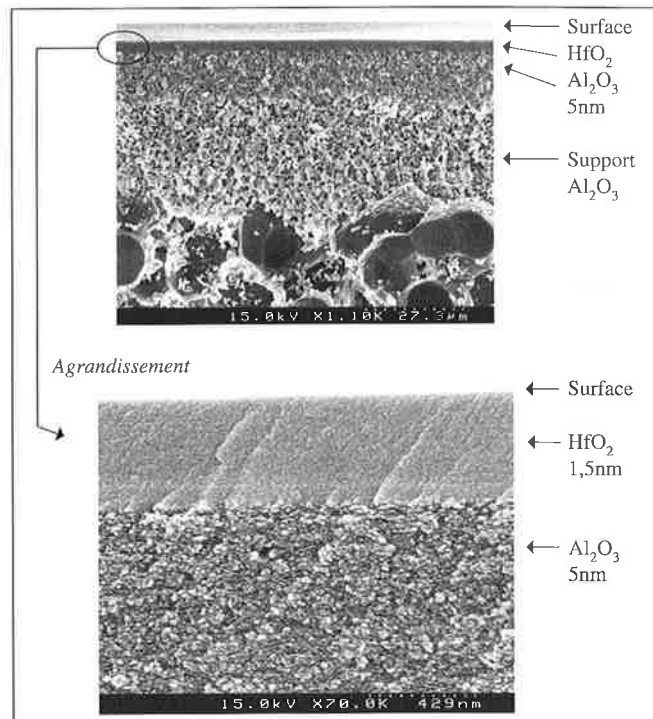 Surface
HfO₂
Al₂O₃
5nm
Support
Al₂O₃
15.0kV X1.10K 27.3µm
Agrandissement
Surface
HfO₂
1,5nm
Al₂O₃
5nm
15.0kV X70.0K 429nm